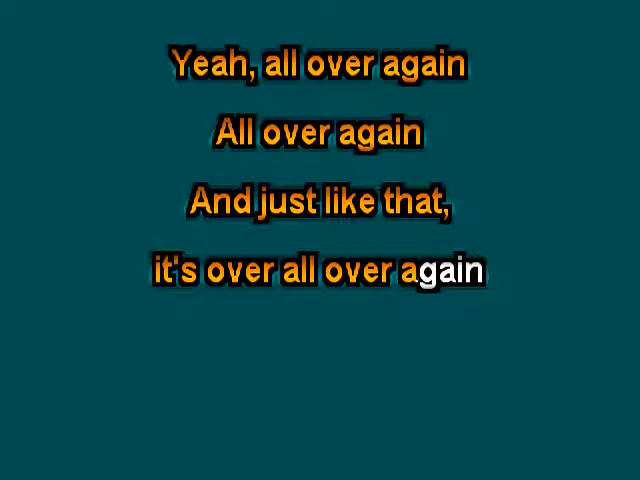 Yeah, all over again
All over again
And just like that,
it's over all over again